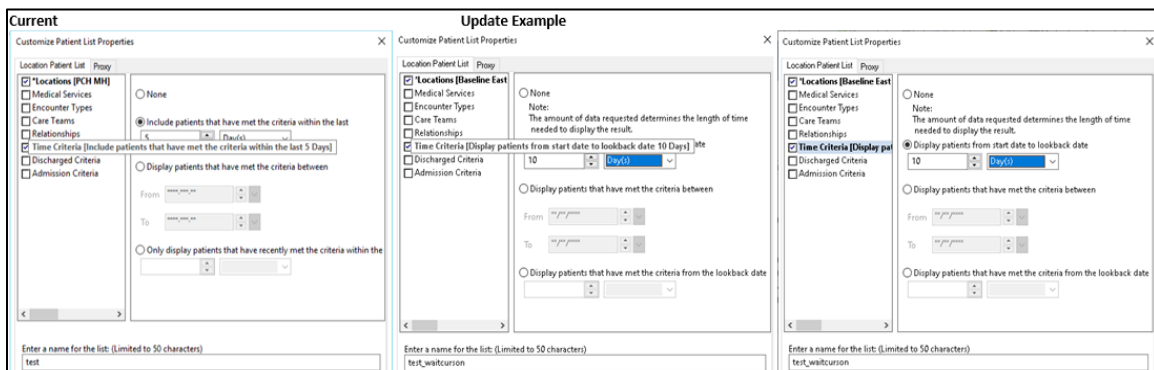 Current
Update Example
Customize Patient List Properties
Location Patient List Proxy
*Locations [PCH MH]
Medical Services
Encounter Types
Care Teams
Relationships
Time Criteria [Include patients that have met the criteria within the last 5 Days]
Discharged Criteria
Admission Criteria
None
Include patients that have met the criteria within the last
5 Day(s)
Display patients that have met the criteria between
From ****-***-**
To ****-***-**
Only display patients that have recently met the criteria within the
Enter a name for the list: (Limited to 50 characters)
test
Customize Patient List Properties
Location Patient List Proxy
*Locations [Baseline East
Medical Services
Encounter Types
Care Teams
Relationships
Time Criteria [Display patients from start date to lookback date 10 Days]
Discharged Criteria
Admission Criteria
None
Note:
The amount of data requested determines the length of time
needed to display the result.
ate
10 Day(s)
Display patients that have met the criteria between
From **/**/****
To **/**/****
Display patients that have met the criteria from the lookback date
Enter a name for the list: (Limited to 50 characters)
test_waitcurson
Customize Patient List Properties
Location Patient List Proxy
*Locations [Baseline East
Medical Services
Encounter Types
Care Teams
Relationships
Time Criteria [Display pat
Discharged Criteria
Admission Criteria
None
Note:
The amount of data requested determines the length of time
needed to display the result.
Display patients from start date to lookback date
10 Day(s)
Display patients that have met the criteria between
From **/**/****
To **/**/****
Display patients that have met the criteria from the lookback date
Enter a name for the list: (Limited to 50 characters)
test_waitcurson